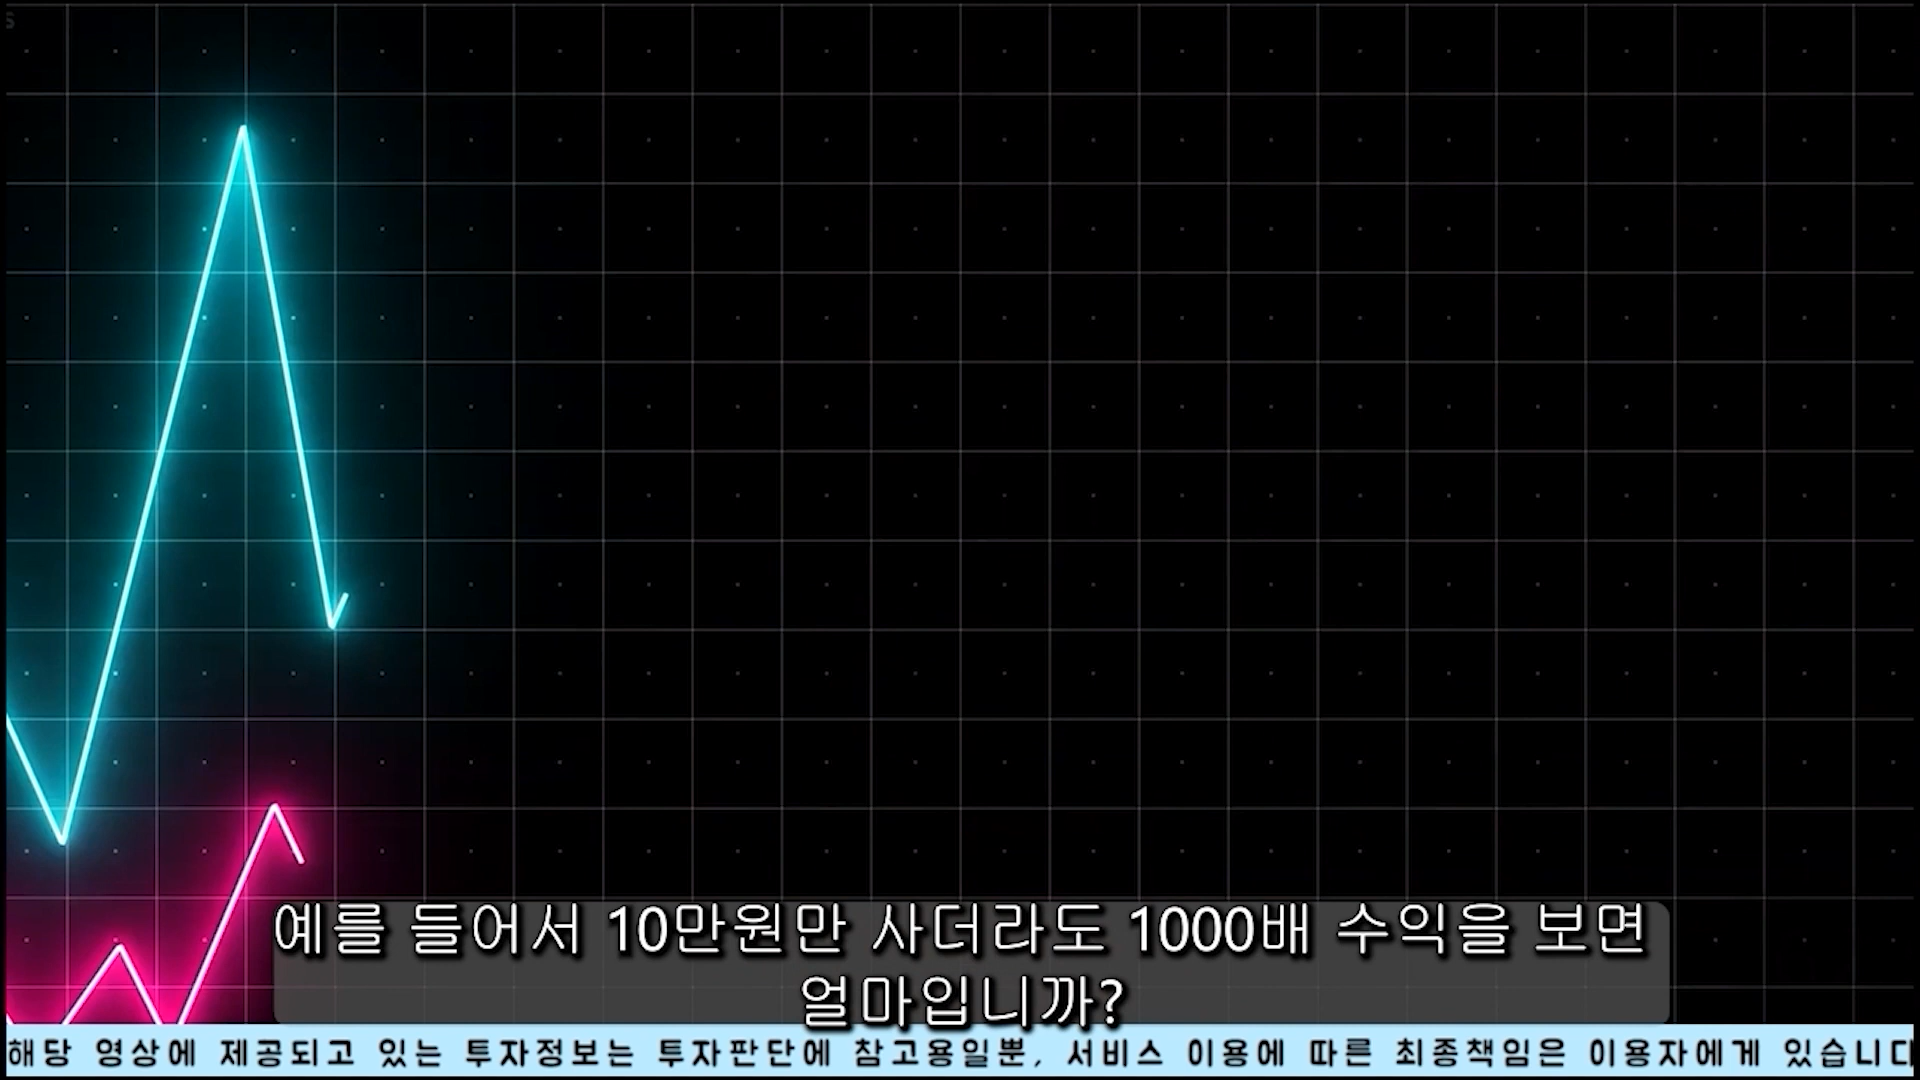 예를 들어서 10만원만 사더라도 1000배 수익을 보면
얼마입니까?
해당 영상에 제공되고 있는 투자정보는 투자판단에 참고용일뿐, 서비스 이용에 따른 최종책임은 이용자에게 있습니다